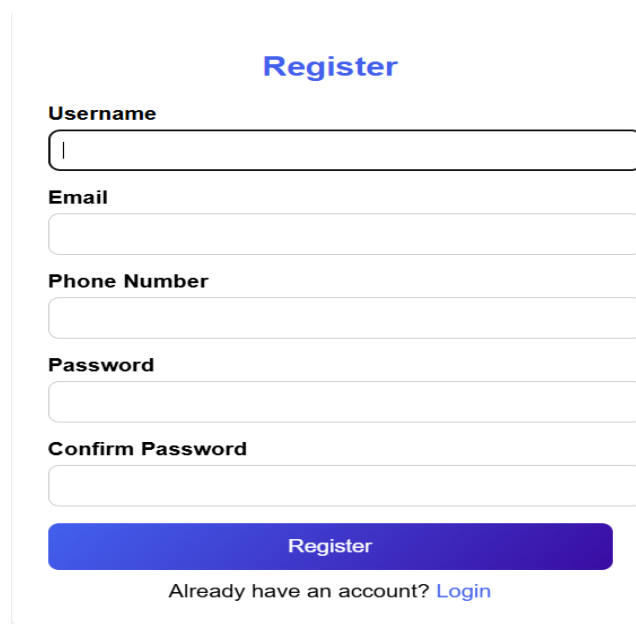 Register
Username
Email
Phone Number
Password
Confirm Password
Register
Already have an account? Login